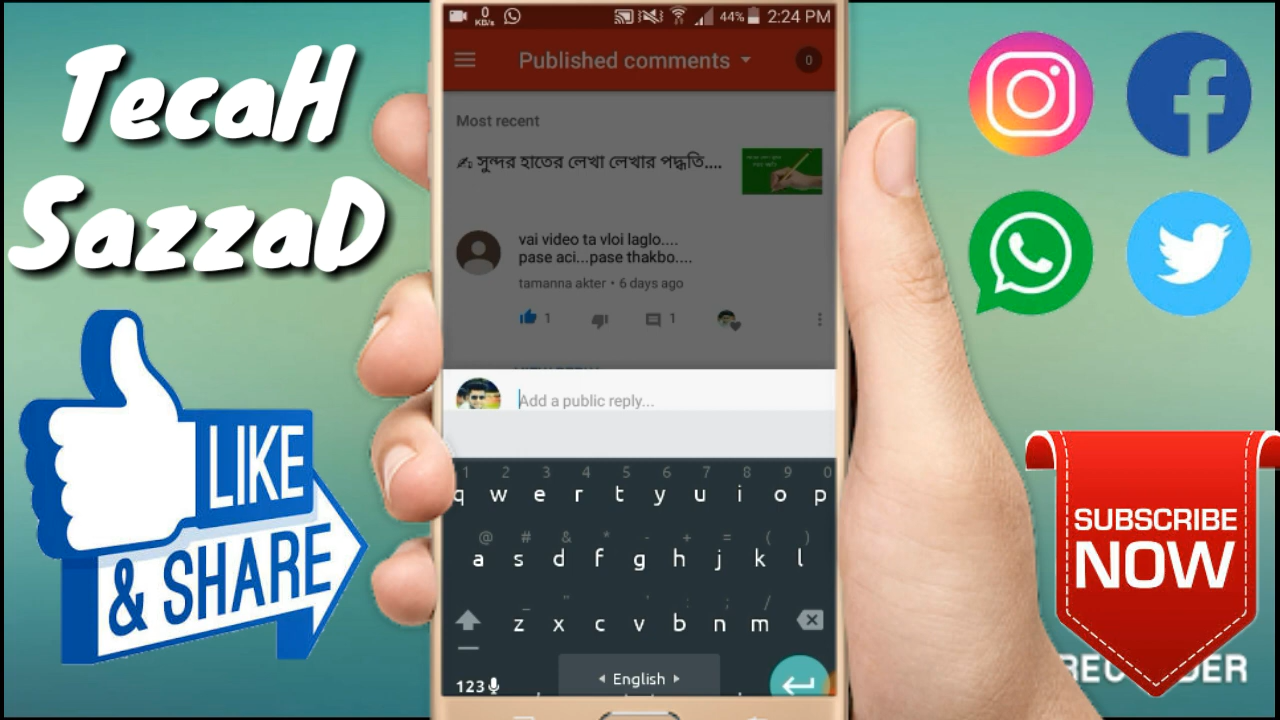 TecaH
SazzaD
LIKE
& SHARE
0
KB/s
44%
2:24 PM
Published comments
0
Most recent
✍ সুন্দর হাতের লেখা লেখার পদ্ধতি....
vai video ta vloi laglo....
pase aci...pase thakbo....
tamanna akter • 6 days ago
1
1
Add a public reply...
1 2 3 4 5 6 7 8 9 0
q w e r t y u i o p
@ # & * - + = ( )
a s d f g h j k l
_ " ' : ; /
z x c v b n m
123
English
SUBSCRIBE
NOW